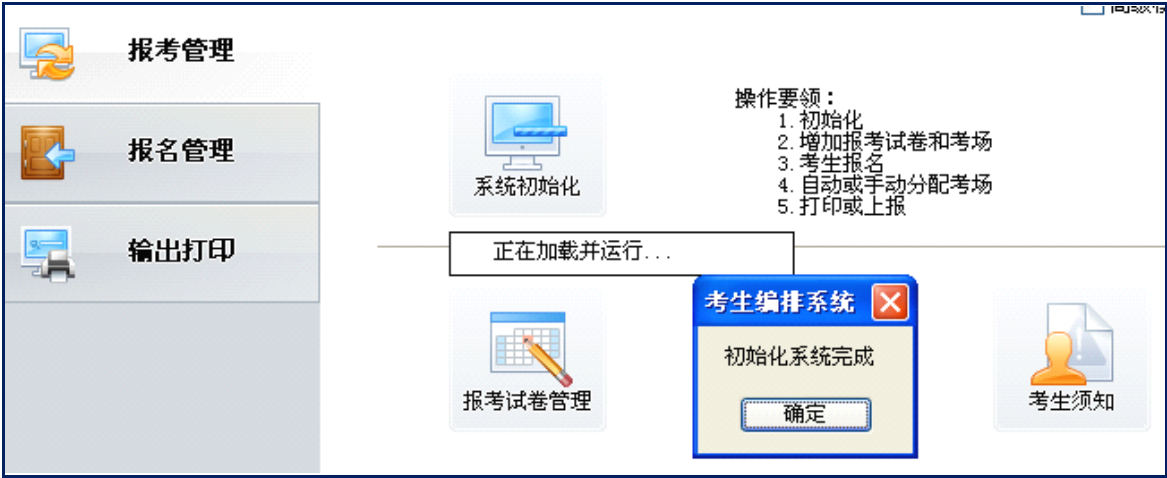 报考管理
报名管理
输出打印
系统初始化
操作要领：
1. 初始化
2. 增加报考试卷和考场
3. 考生报名
4. 自动或手动分配考场
5. 打印或上报
正在加载并运行...
考生编排系统
初始化系统完成
确定
报考试卷管理
考生须知